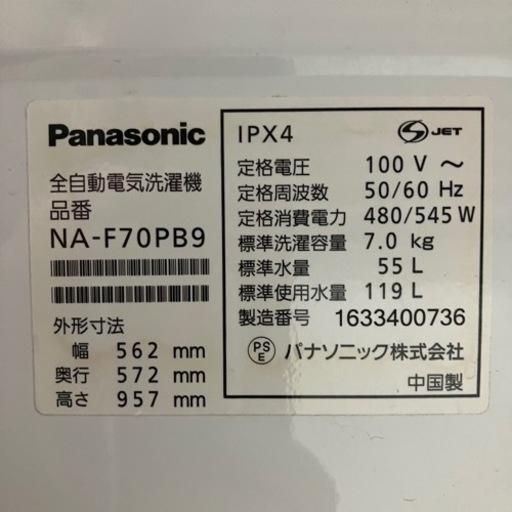 Panasonic
全自動電気洗濯機
品番
NA-F70PB9
外形寸法
幅 562 mm
奥行 572 mm
高さ 957 mm
IPX4
S JET
定格電圧 100 V ～
定格周波数 50/60 Hz
定格消費電力 480/545 W
標準洗濯容量 7.0 kg
標準水量 55 L
標準使用水量 119 L
製造番号 1633400736
PSE パナソニック株式会社
中国製